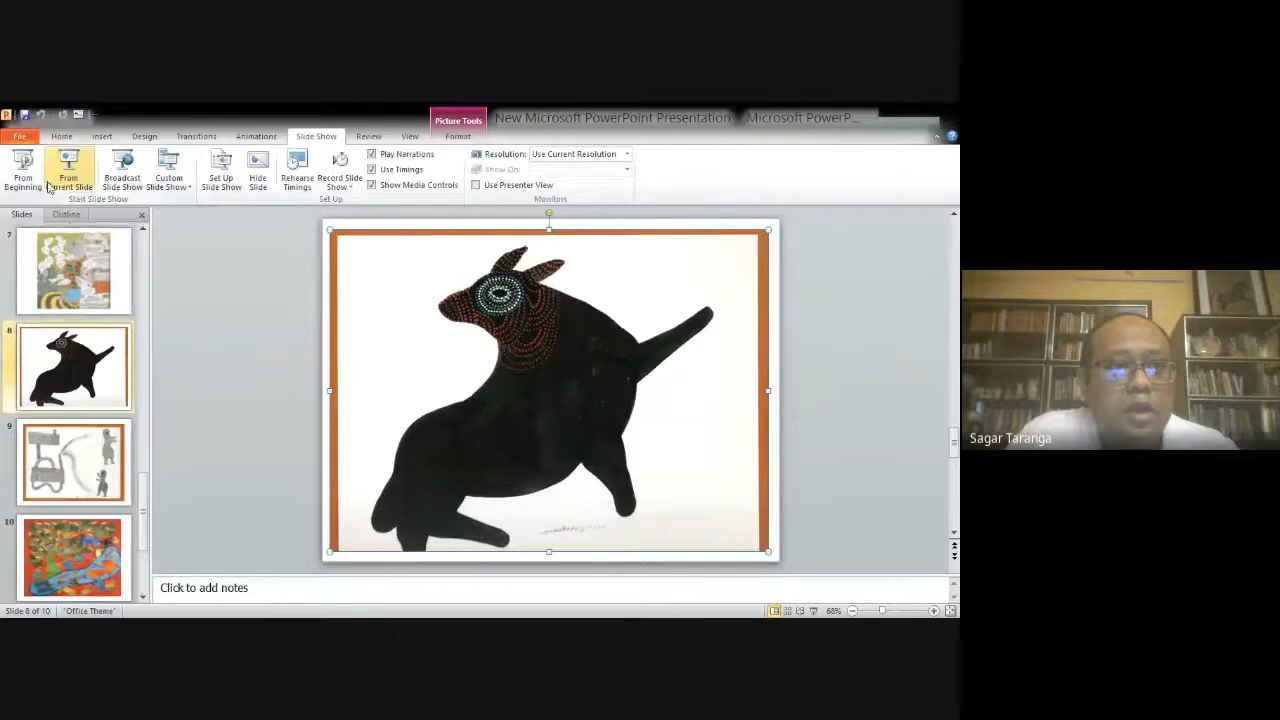 Picture Tools
New Microsoft PowerPoint Presentation - Microsoft PowerP...
File Home Insert Design Transitions Animations Slide Show Review View Format
From Beginning
From Current Slide
Broadcast Slide Show
Custom Slide Show
Set Up Slide Show
Hide Slide
Rehearse Timings
Record Slide Show
Play Narrations
Use Timings
Show Media Controls
Resolution: Use Current Resolution
Show On:
Use Presenter View
Start Slide Show
Set Up
Monitors
Slides Outline
7
8
9
10
Click to add notes
Slide 8 of 10 "Office Theme" 68%
Sagar Taranga